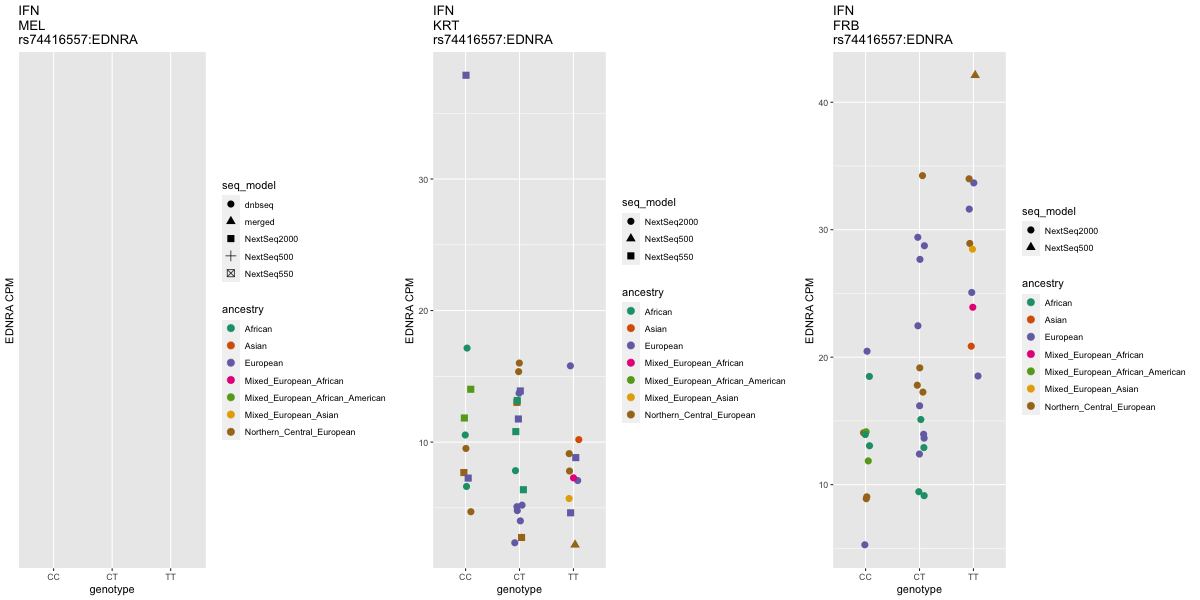 IFN
MEL
rs74416557:EDNRA
EDNRA CPM
CC
CT
TT
genotype
seq_model
dnbseq
merged
NextSeq2000
NextSeq500
NextSeq550
ancestry
African
Asian
European
Mixed_European_African
Mixed_European_African_American
Mixed_European_Asian
Northern_Central_European
IFN
KRT
rs74416557:EDNRA
EDNRA CPM
30
20
10
CC
CT
TT
genotype
seq_model
NextSeq2000
NextSeq500
NextSeq550
ancestry
African
Asian
European
Mixed_European_African
Mixed_European_African_American
Mixed_European_Asian
Northern_Central_European
IFN
FRB
rs74416557:EDNRA
EDNRA CPM
40
30
20
10
CC
CT
TT
genotype
seq_model
NextSeq2000
NextSeq500
ancestry
African
Asian
European
Mixed_European_African
Mixed_European_African_American
Mixed_European_Asian
Northern_Central_European